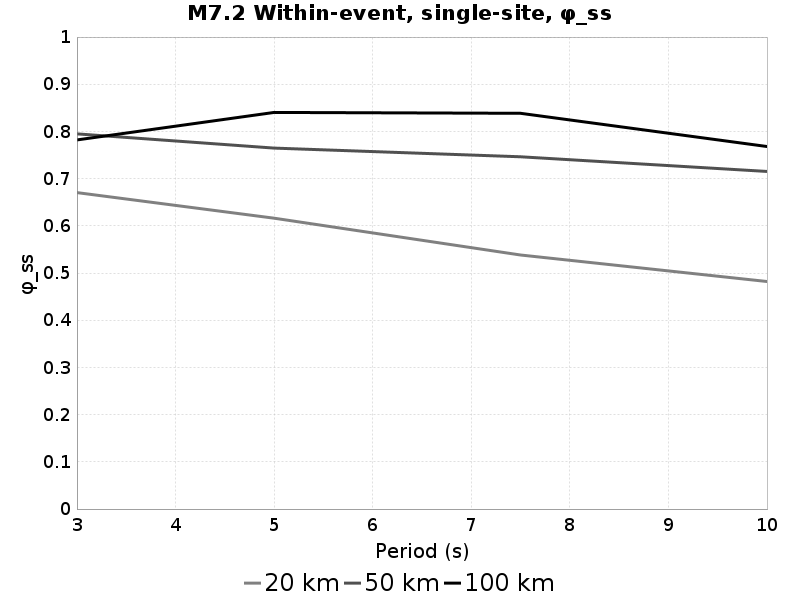 M7.2 Within-event, single-site, φ_ss
1
0.9
0.8
0.7
0.6
0.5
0.4
0.3
0.2
0.1
0
φ_ss
3 4 5 6 7 8 9 10
Period (s)
20 km 50 km 100 km